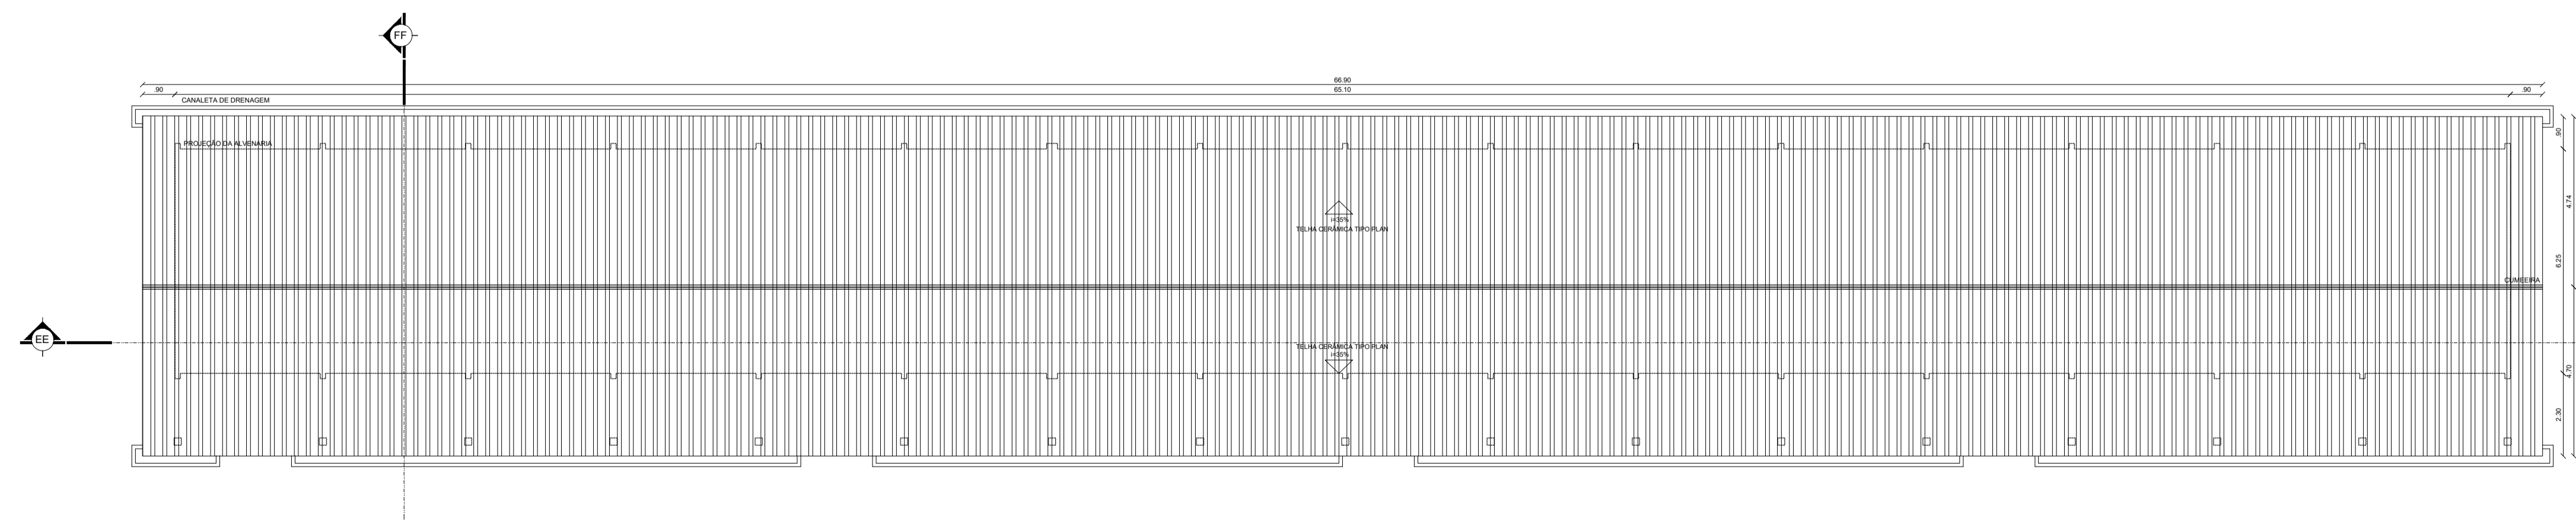 FF
66.90
.90
65.10
.90
CANALETA DE DRENAGEM
.90
PROJEÇÃO DA ALVENARIA
4.74
i=35%
TELHA CERÂMICA TIPO PLAN
6.25
CUMEEIRA
EE
TELHA CERÂMICA TIPO PLAN
i=35%
4.70
2.30